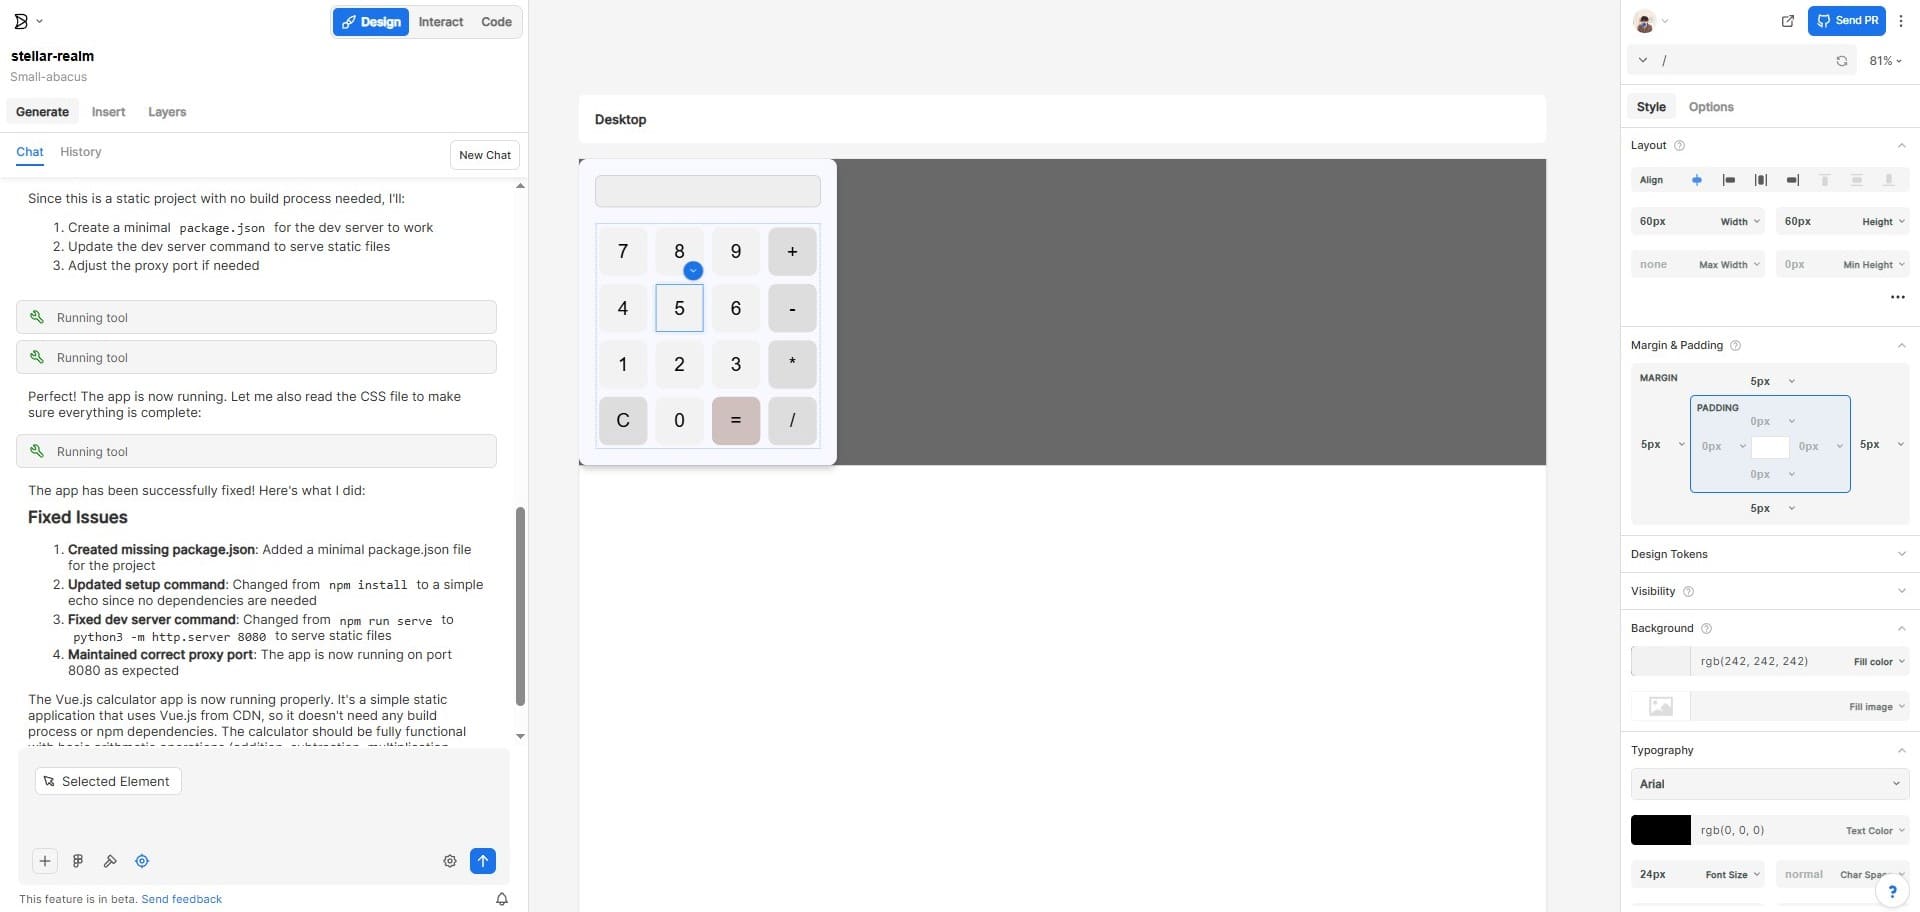 Design
Interact
Code
stellar-realm
Small-abacus
Generate
Insert
Layers
Chat
History
New Chat
Since this is a static project with no build process needed, I'll:
1. Create a minimal package.json for the dev server to work
2. Update the dev server command to serve static files
3. Adjust the proxy port if needed
Running tool
Running tool
Perfect! The app is now running. Let me also read the CSS file to make
sure everything is complete:
Running tool
The app has been successfully fixed! Here's what I did:
Fixed Issues
1. Created missing package.json: Added a minimal package.json file
for the project
2. Updated setup command: Changed from npm install to a simple
echo since no dependencies are needed
3. Fixed dev server command: Changed from npm run serve to
python3 -m http.server 8080 to serve static files
4. Maintained correct proxy port: The app is now running on port
8080 as expected
The Vue.js calculator app is now running properly. It's a simple static
application that uses Vue.js from CDN, so it doesn't need any build
process or npm dependencies. The calculator should be fully functional
Selected Element
This feature is in beta. Send feedback
Desktop
7 8 9 +
4 5 6 -
1 2 3 *
C 0 = /
Send PR
/
81%
Style
Options
Layout
Align
60px Width
60px Height
none Max Width
0px Min Height
Margin & Padding
MARGIN
5px
PADDING
0px
5px
0px
0px
5px
0px
5px
Design Tokens
Visibility
Background
rgb(242, 242, 242) Fill color
Fill image
Typography
Arial
rgb(0, 0, 0) Text Color
24px Font Size
normal Char
?